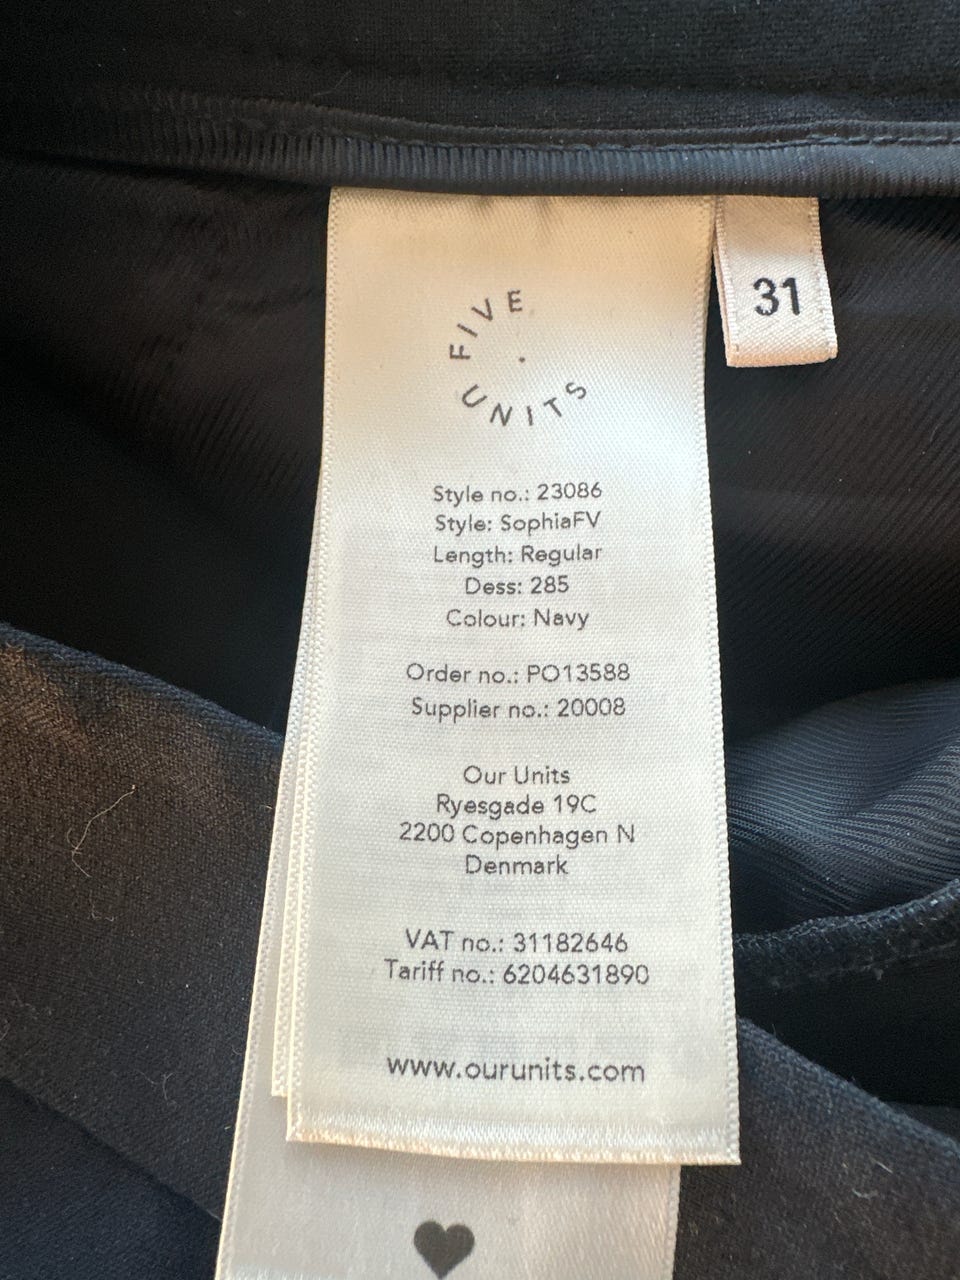 FIVE
UNITS
31
Style no.: 23086
Style: SophiaFV
Length: Regular
Dess: 285
Colour: Navy
Order no.: PO13588
Supplier no.: 20008
Our Units
Ryesgade 19C
2200 Copenhagen N
Denmark
VAT no.: 31182646
Tariff no.: 6204631890
www.ourunits.com